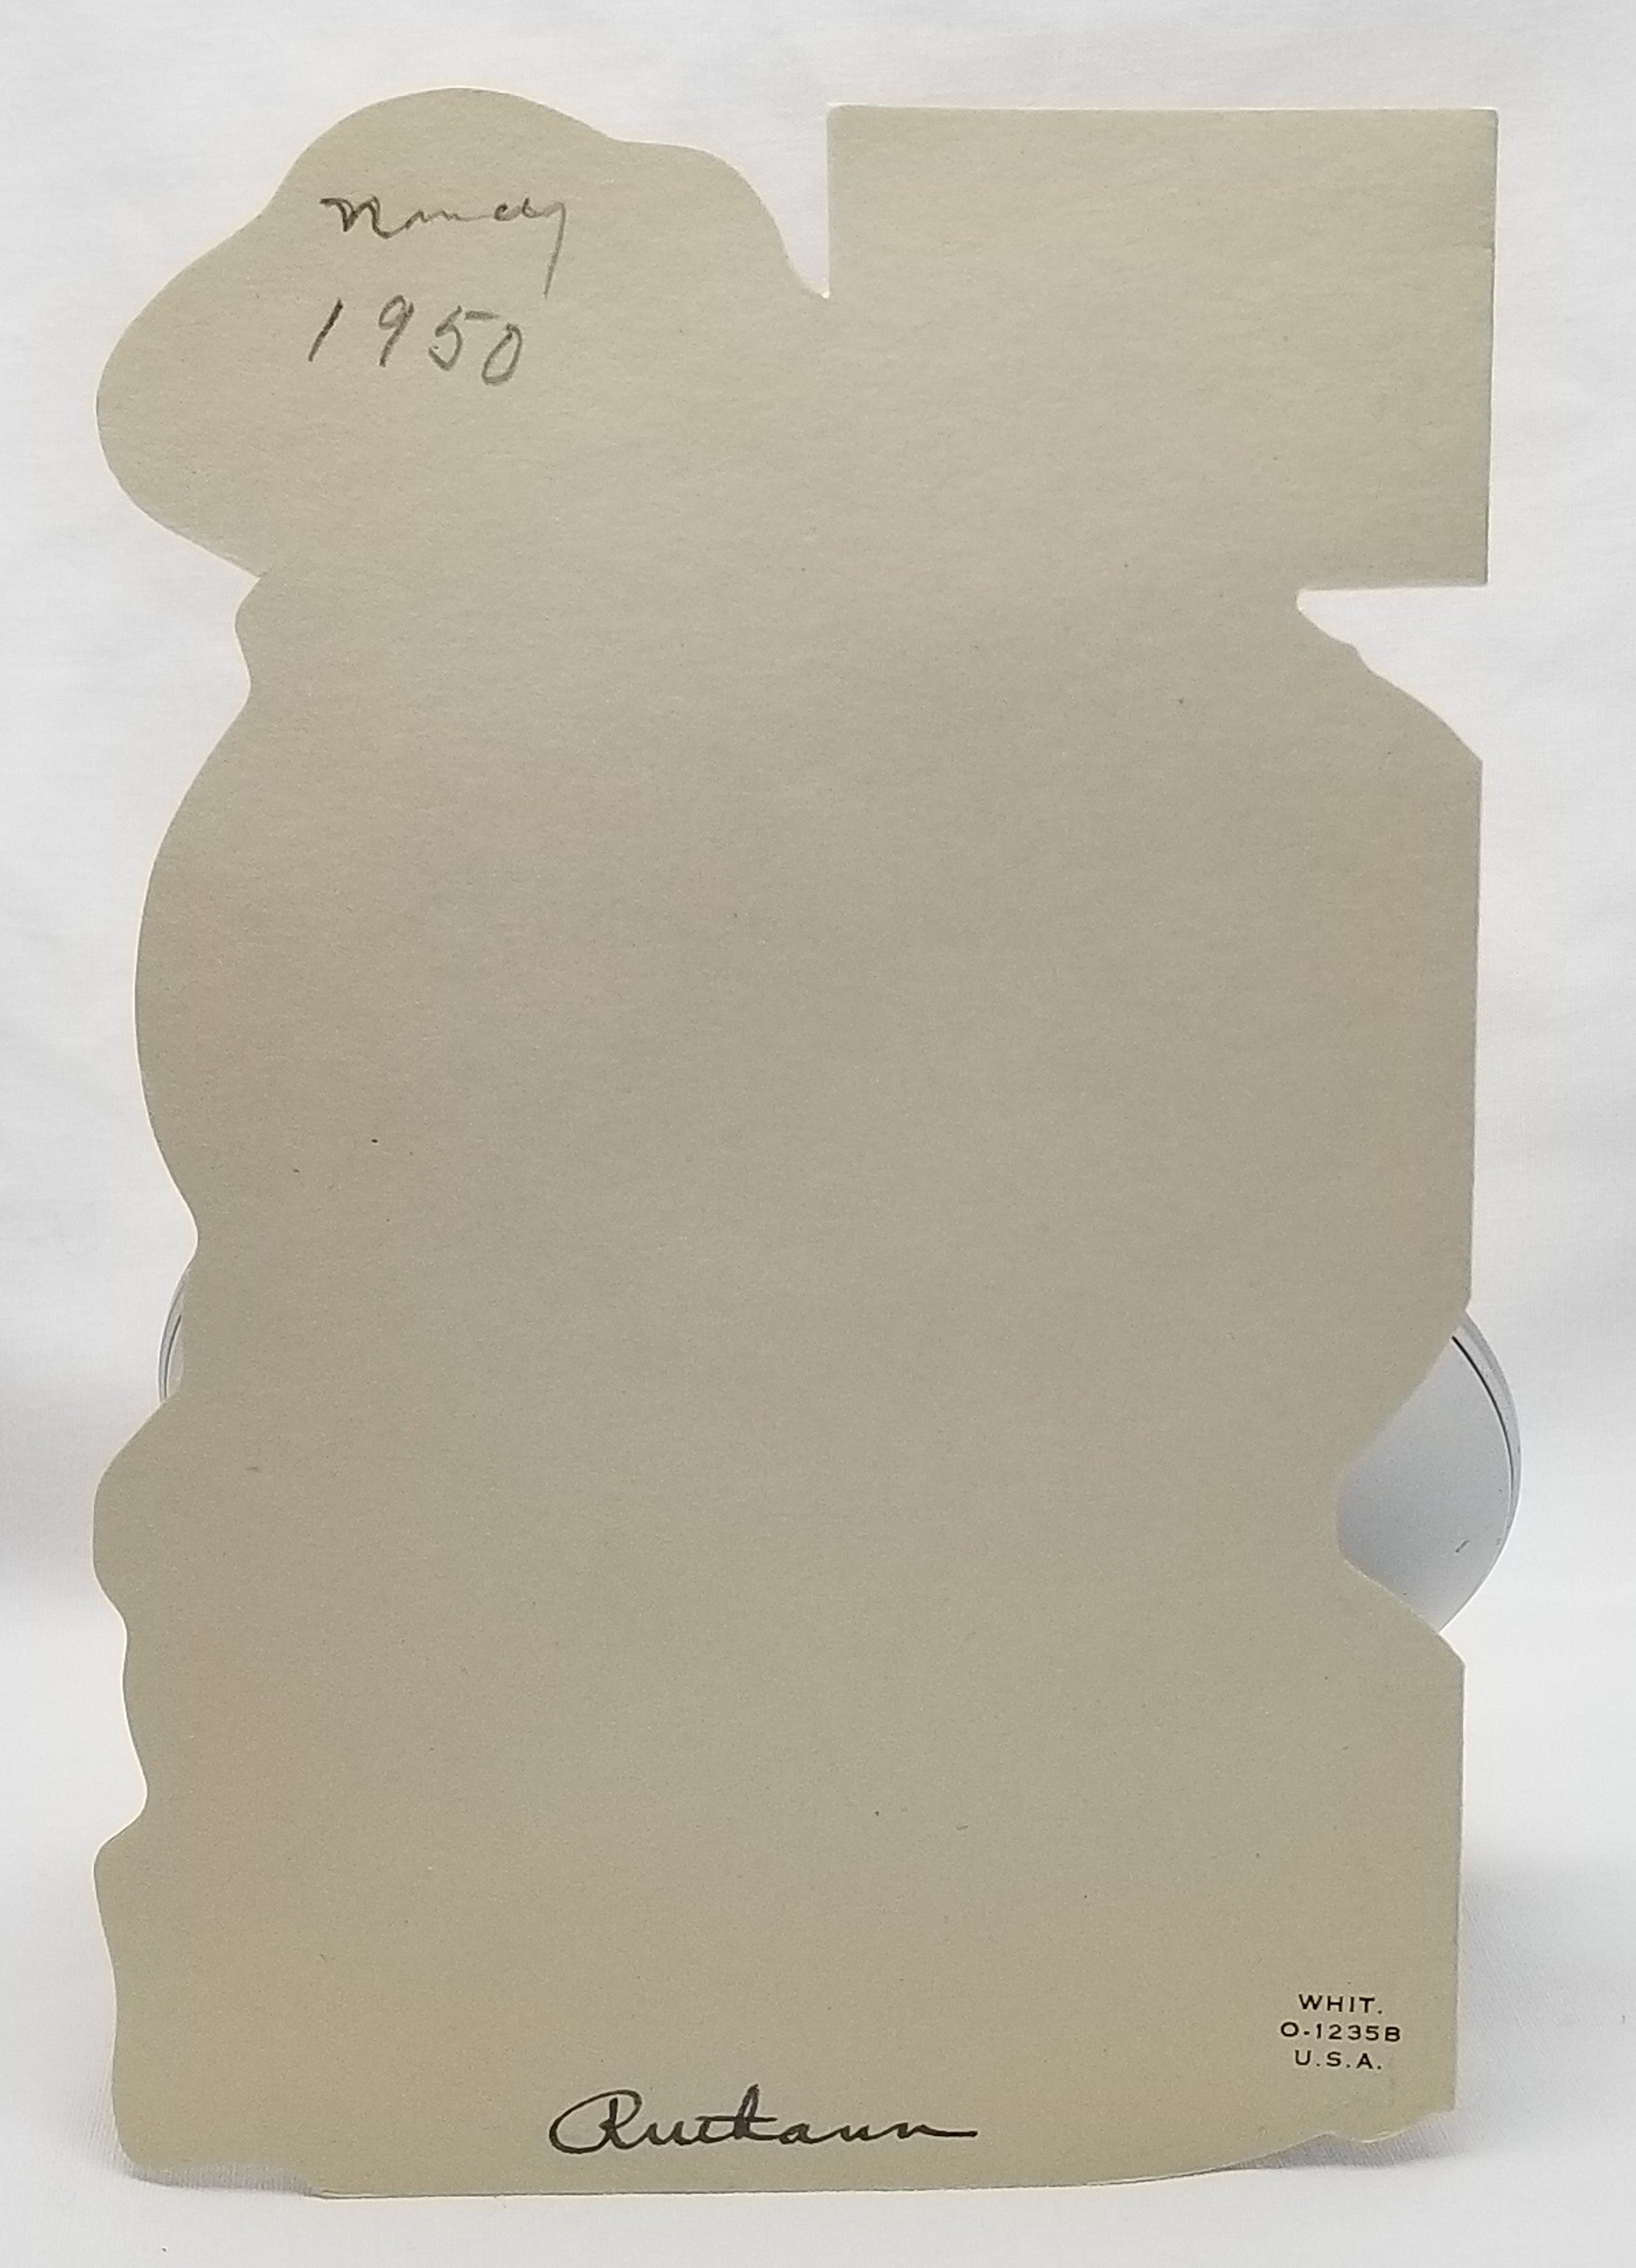 Nancy
1950
WHIT.
O-1235B
U.S.A.
Ruthann